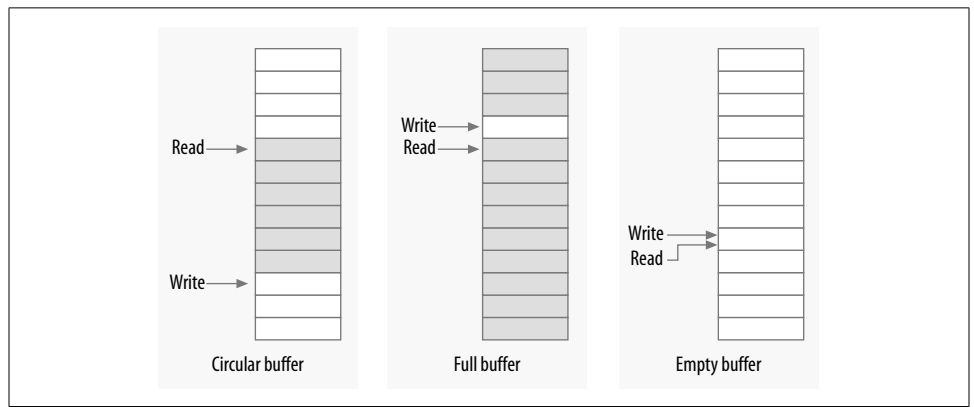 Read
Write
Circular buffer
Write
Read
Full buffer
Write
Read
Empty buffer